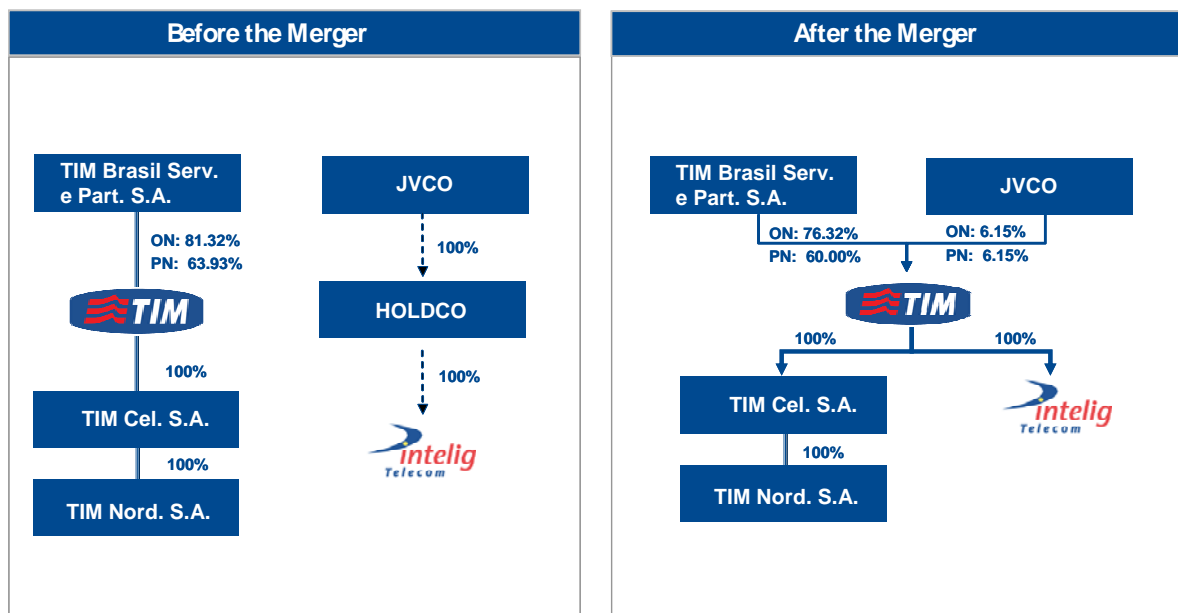 Before the Merger
TIM Brasil Serv.
e Part. S.A.
ON: 81.32%
PN: 63.93%
TIM
100%
TIM Cel. S.A.
100%
TIM Nord. S.A.
JVCO
100%
HOLDCO
100%
intelig
Telecom
After the Merger
TIM Brasil Serv.
e Part. S.A.
JVCO
ON: 76.32%
PN: 60.00%
ON: 6.15%
PN: 6.15%
TIM
100%
100%
TIM Cel. S.A.
intelig
Telecom
100%
TIM Nord. S.A.